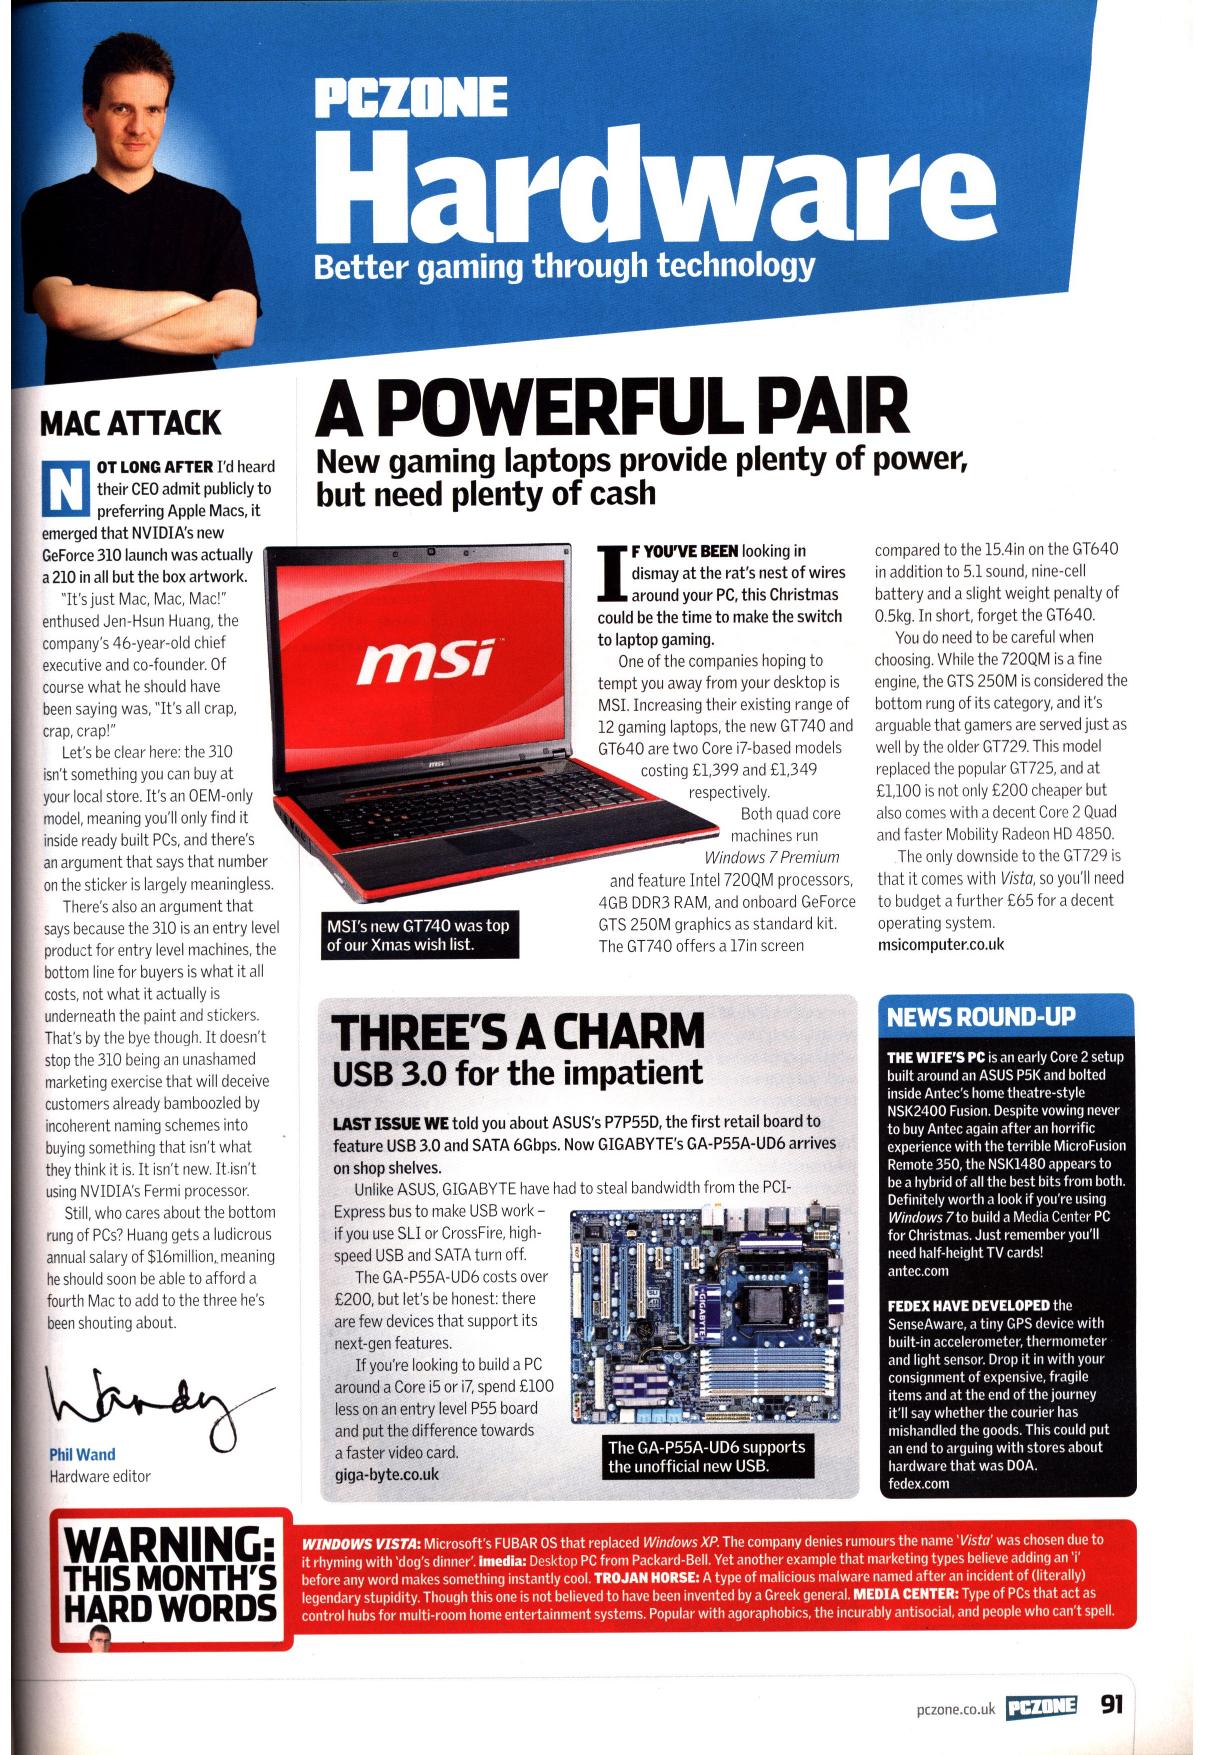 PCZONE
Hardware
Better gaming through technology
MAC ATTACK
NOT LONG AFTER I'd heard
their CEO admit publicly to
preferring Apple Macs, it
emerged that NVIDIA's new
GeForce 310 launch was actually
a 210 in all but the box artwork.
"It's just Mac, Mac, Mac!"
enthused Jen-Hsun Huang, the
company's 46-year-old chief
executive and co-founder. Of
course what he should have
been saying was, "It's all crap,
crap, crap!"
Let's be clear here: the 310
isn't something you can buy at
your local store. It's an OEM-only
model, meaning you'll only find it
inside ready built PCs, and there's
an argument that says that number
on the sticker is largely meaningless.
There's also an argument that
says because the 310 is an entry level
product for entry level machines, the
bottom line for buyers is what it all
costs, not what it actually is
underneath the paint and stickers.
That's by the bye though. It doesn't
stop the 310 being an unashamed
marketing exercise that will deceive
customers already bamboozled by
incoherent naming schemes into
buying something that isn't what
they think it is. It isn't new. It isn't
using NVIDIA's Fermi processor.
Still, who cares about the bottom
rung of PCs? Huang gets a ludicrous
annual salary of $16million, meaning
he should soon be able to afford a
fourth Mac to add to the three he's
been shouting about.
Wandy
Phil Wand
Hardware editor
A POWERFUL PAIR
New gaming laptops provide plenty of power,
but need plenty of cash
msi
msi
MSI's new GT740 was top
of our Xmas wish list.
IF YOU'VE BEEN looking in
dismay at the rat's nest of wires
around your PC, this Christmas
could be the time to make the switch
to laptop gaming.
One of the companies hoping to
tempt you away from your desktop is
MSI. Increasing their existing range of
12 gaming laptops, the new GT740 and
GT640 are two Core i7-based models
costing £1,399 and £1,349
respectively.
Both quad core
machines run
Windows 7 Premium
and feature Intel 720QM processors,
4GB DDR3 RAM, and onboard GeForce
GTS 250M graphics as standard kit.
The GT740 offers a 17in screen
compared to the 15.4in on the GT640
in addition to 5.1 sound, nine-cell
battery and a slight weight penalty of
0.5kg. In short, forget the GT640.
You do need to be careful when
choosing. While the 720QM is a fine
engine, the GTS 250M is considered the
bottom rung of its category, and it's
arguable that gamers are served just as
well by the older GT729. This model
replaced the popular GT725, and at
£1,100 is not only £200 cheaper but
also comes with a decent Core 2 Quad
and faster Mobility Radeon HD 4850.
The only downside to the GT729 is
that it comes with Vista, so you'll need
to budget a further £65 for a decent
operating system.
msicomputer.co.uk
THREE'S A CHARM
USB 3.0 for the impatient
LAST ISSUE WE told you about ASUS's P7P55D, the first retail board to
feature USB 3.0 and SATA 6Gbps. Now GIGABYTE's GA-P55A-UD6 arrives
on shop shelves.
Unlike ASUS, GIGABYTE have had to steal bandwidth from the PCI-
Express bus to make USB work –
if you use SLI or CrossFire, high-
speed USB and SATA turn off.
The GA-P55A-UD6 costs over
£200, but let's be honest: there
are few devices that support its
next-gen features.
If you're looking to build a PC
around a Core i5 or i7, spend £100
less on an entry level P55 board
and put the difference towards
a faster video card.
giga-byte.co.uk
GIGABYTE
The GA-P55A-UD6 supports
the unofficial new USB.
NEWS ROUND-UP
THE WIFE'S PC is an early Core 2 setup
built around an ASUS P5K and bolted
inside Antec's home theatre-style
NSK2400 Fusion. Despite vowing never
to buy Antec again after an horrific
experience with the terrible MicroFusion
Remote 350, the NSK1480 appears to
be a hybrid of all the best bits from both.
Definitely worth a look if you're using
Windows 7 to build a Media Center PC
for Christmas. Just remember you'll
need half-height TV cards!
antec.com
FEDEX HAVE DEVELOPED the
SenseAware, a tiny GPS device with
built-in accelerometer, thermometer
and light sensor. Drop it in with your
consignment of expensive, fragile
items and at the end of the journey
it'll say whether the courier has
mishandled the goods. This could put
an end to arguing with stores about
hardware that was DOA.
fedex.com
WARNING:
THIS MONTH'S
HARD WORDS
WINDOWS VISTA: Microsoft's FUBAR OS that replaced Windows XP. The company denies rumours the name 'Vista' was chosen due to
it rhyming with 'dog's dinner'. imedia: Desktop PC from Packard-Bell. Yet another example that marketing types believe adding an 'i'
before any word makes something instantly cool. TROJAN HORSE: A type of malicious malware named after an incident of (literally)
legendary stupidity. Though this one is not believed to have been invented by a Greek general. MEDIA CENTER: Type of PCs that act as
control hubs for multi-room home entertainment systems. Popular with agoraphobics, the incurably antisocial, and people who can't spell.
pczone.co.uk PCZONE 91